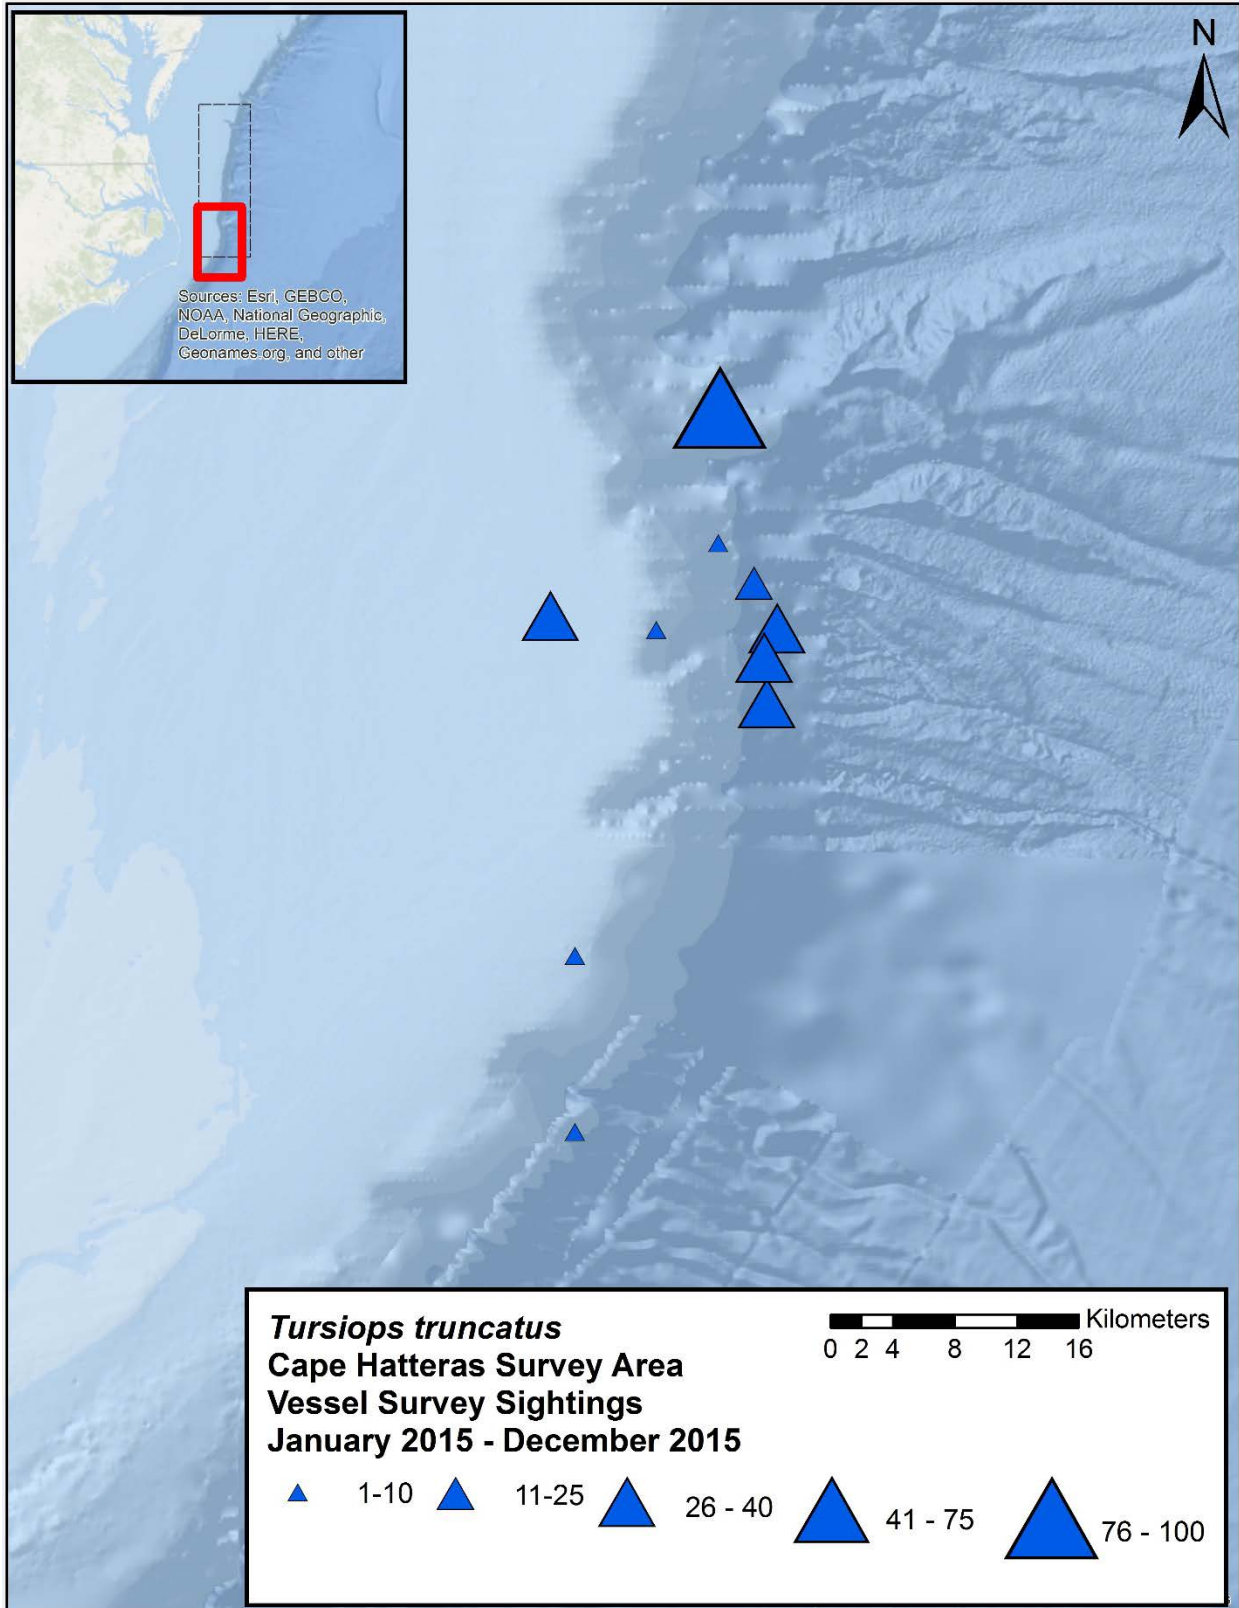 N
Sources: Esri, GEBCO,
NOAA, National Geographic,
DeLorme, HERE,
Geonames.org, and other
Tursiops truncatus
Cape Hatteras Survey Area
Vessel Survey Sightings
January 2015 - December 2015
Kilometers
0 2 4 8 12 16
1-10 11-25 26 - 40 41 - 75 76 - 100